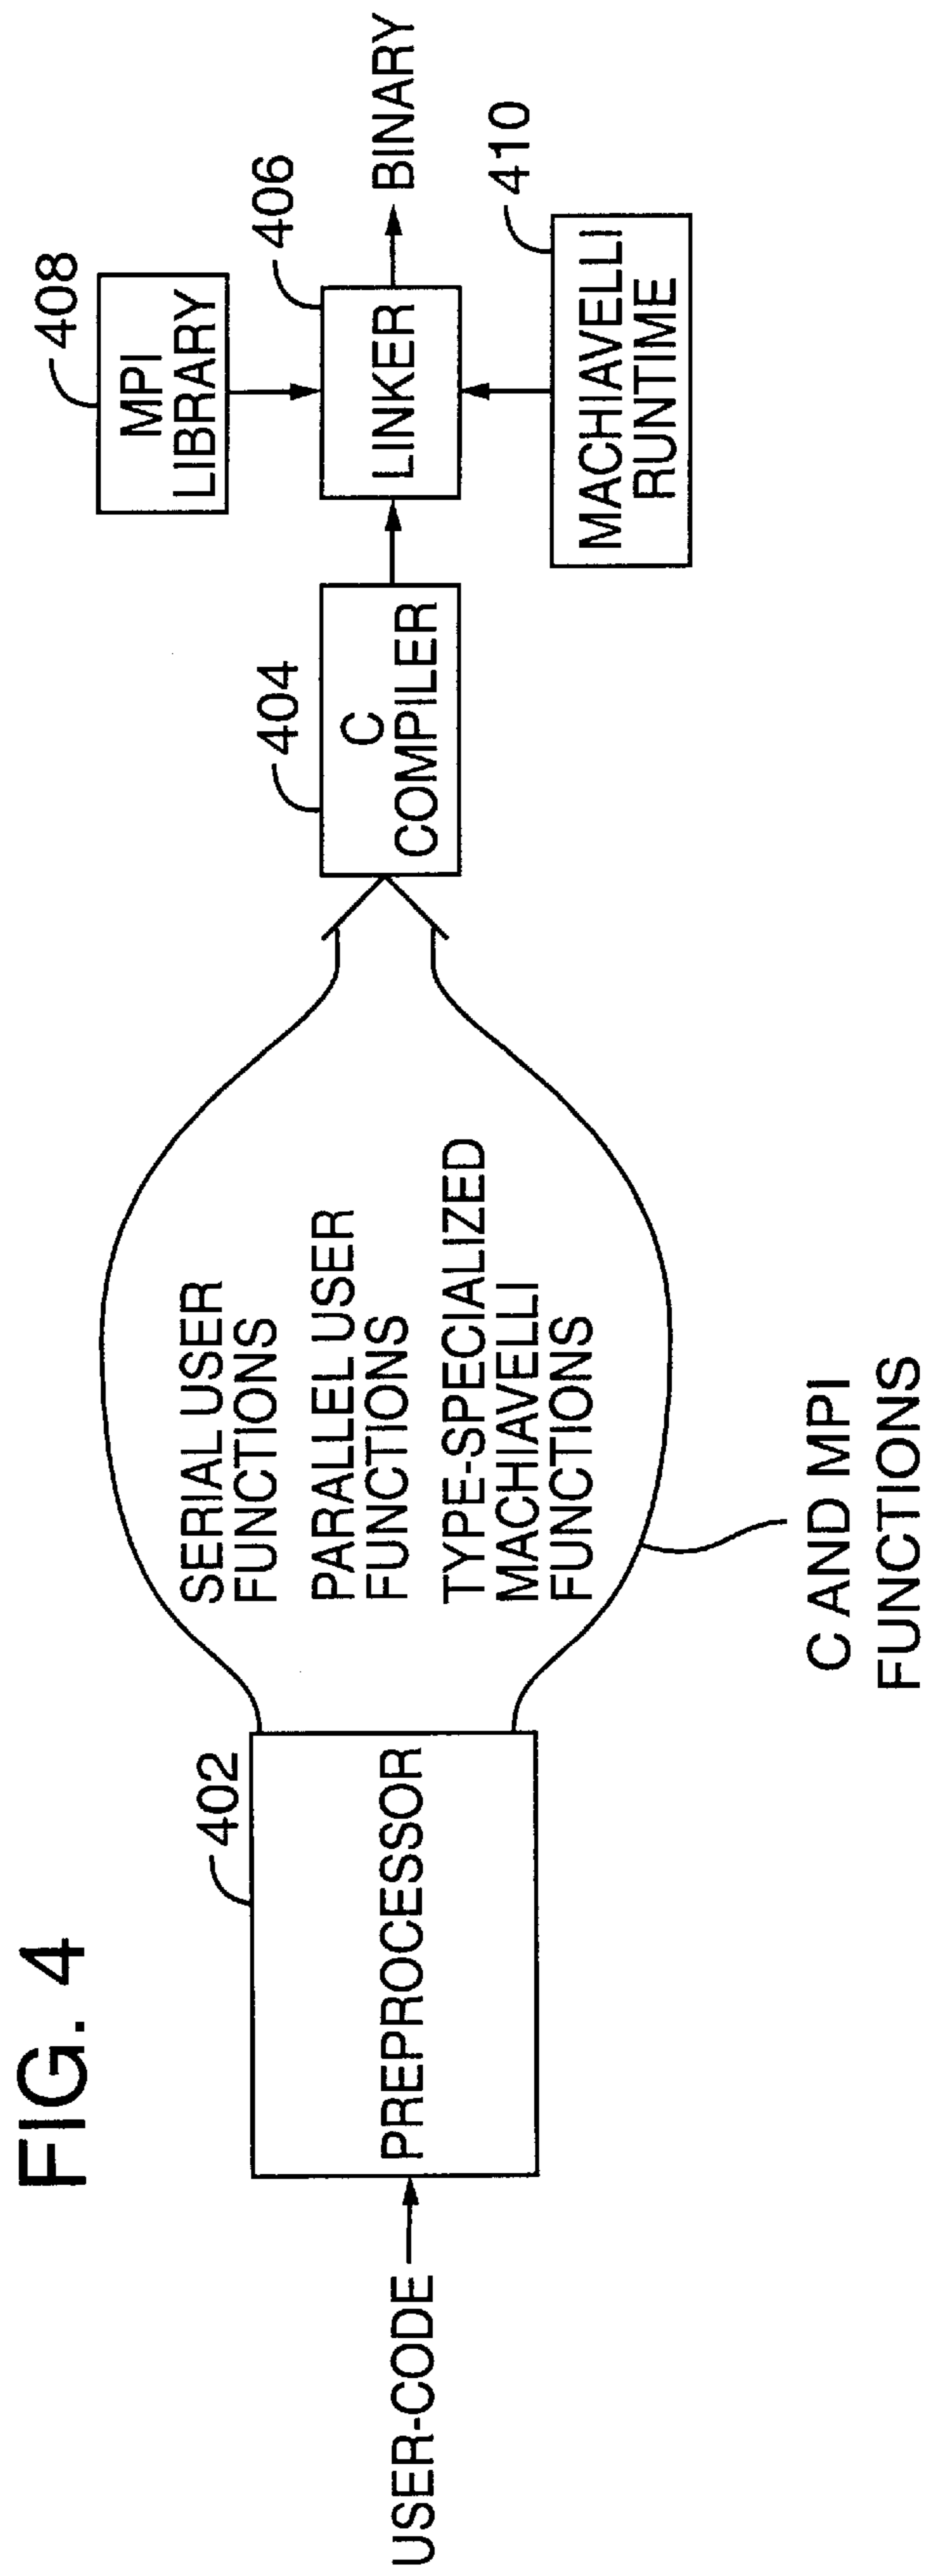 FIG. 4
USER-CODE
402
PREPROCESSOR
SERIAL USER
FUNCTIONS
PARALLEL USER
FUNCTIONS
TYPE-SPECIALIZED
MACHIAVELLI
FUNCTIONS
C AND MPI
FUNCTIONS
404
C
COMPILER
408
MPI
LIBRARY
406
LINKER
BINARY
410
MACHIAVELLI
RUNTIME